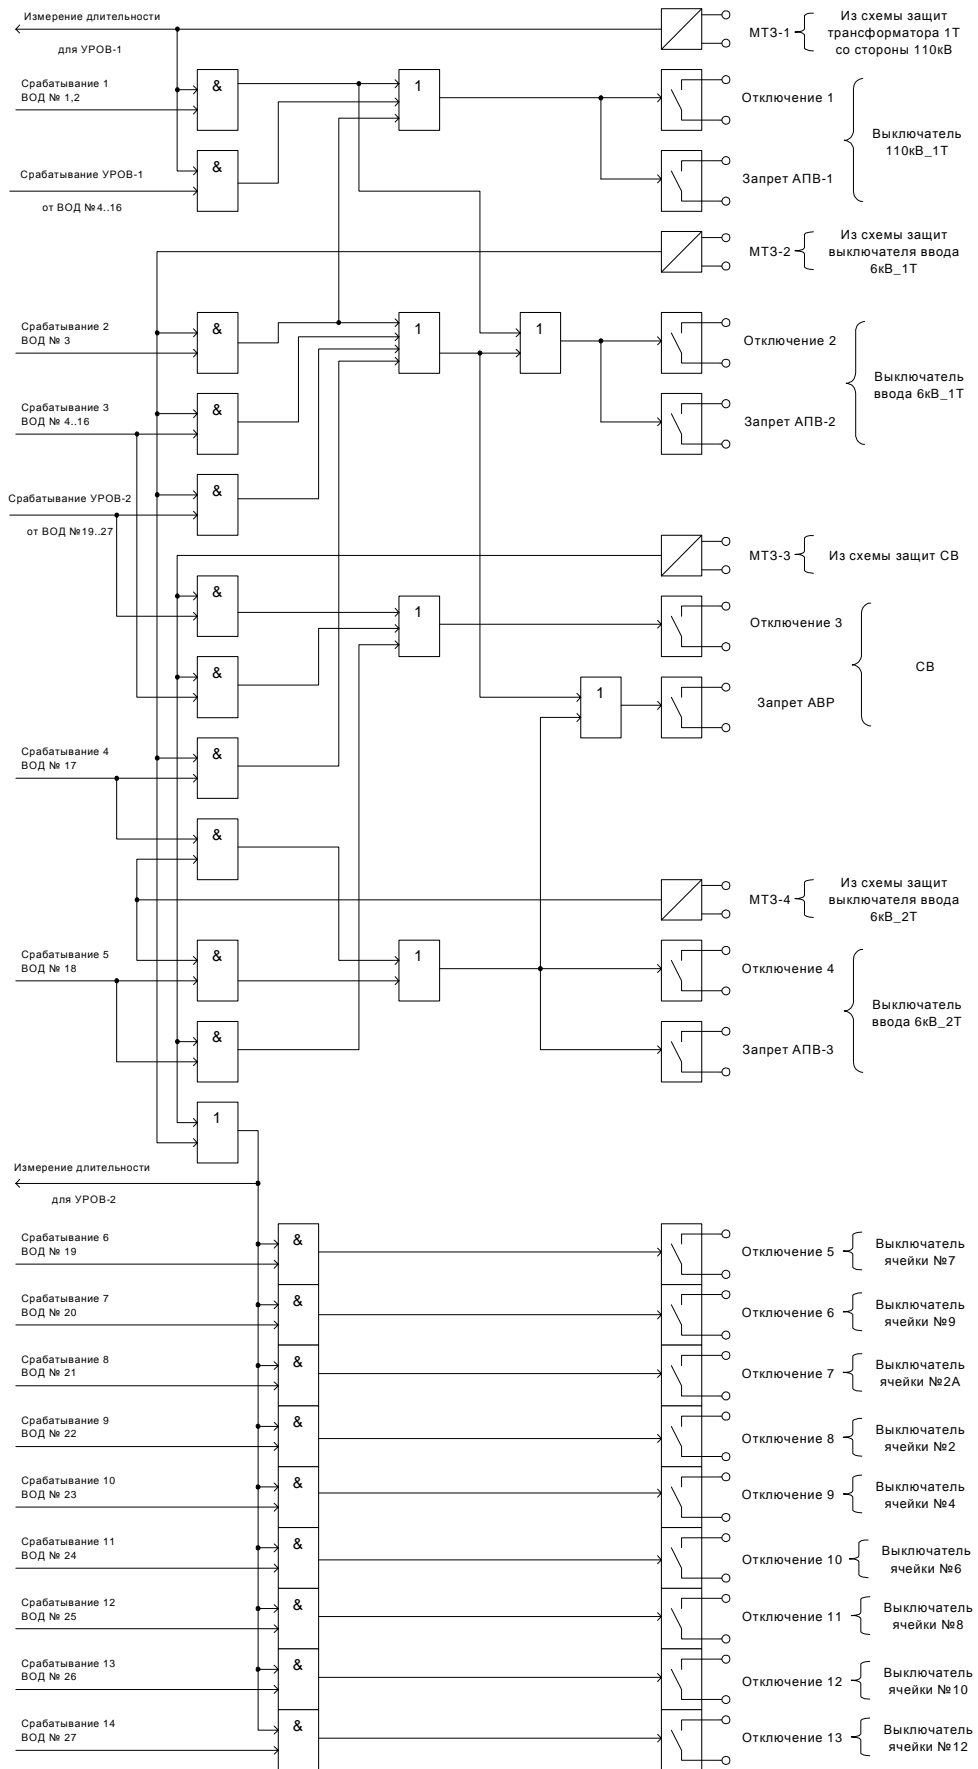 Измерение длительности
для УРОВ-1
МТЗ-1
Из схемы защит
трансформатора 1Т
со стороны 110кВ
Срабатывание 1
ВОД № 1,2
&
1
Отключение 1
Выключатель
110кВ_1Т
Срабатывание УРОВ-1
от ВОД №4..16
&
Запрет АПВ-1
МТЗ-2
Из схемы защит
выключателя ввода
6кВ_1Т
Срабатывание 2
ВОД № 3
&
1
1
Отключение 2
Выключатель
ввода 6кВ_1Т
Срабатывание 3
ВОД № 4..16
&
Запрет АПВ-2
Срабатывание УРОВ-2
от ВОД №19..27
&
МТЗ-3
Из схемы защит СВ
&
1
Отключение 3
СВ
&
1
Запрет АВР
Срабатывание 4
ВОД № 17
&
&
МТЗ-4
Из схемы защит
выключателя ввода
6кВ_2Т
Срабатывание 5
ВОД № 18
&
1
Отключение 4
Выключатель
ввода 6кВ_2Т
&
Запрет АПВ-3
1
Измерение длительности
для УРОВ-2
Срабатывание 6
ВОД № 19
&
Отключение 5
Выключатель
ячейки №7
Срабатывание 7
ВОД № 20
&
Отключение 6
Выключатель
ячейки №9
Срабатывание 8
ВОД № 21
&
Отключение 7
Выключатель
ячейки №2А
Срабатывание 9
ВОД № 22
&
Отключение 8
Выключатель
ячейки №2
Срабатывание 10
ВОД № 23
&
Отключение 9
Выключатель
ячейки №4
Срабатывание 11
ВОД № 24
&
Отключение 10
Выключатель
ячейки №6
Срабатывание 12
ВОД № 25
&
Отключение 11
Выключатель
ячейки №8
Срабатывание 13
ВОД № 26
&
Отключение 12
Выключатель
ячейки №10
Срабатывание 14
ВОД № 27
&
Отключение 13
Выключатель
ячейки №12